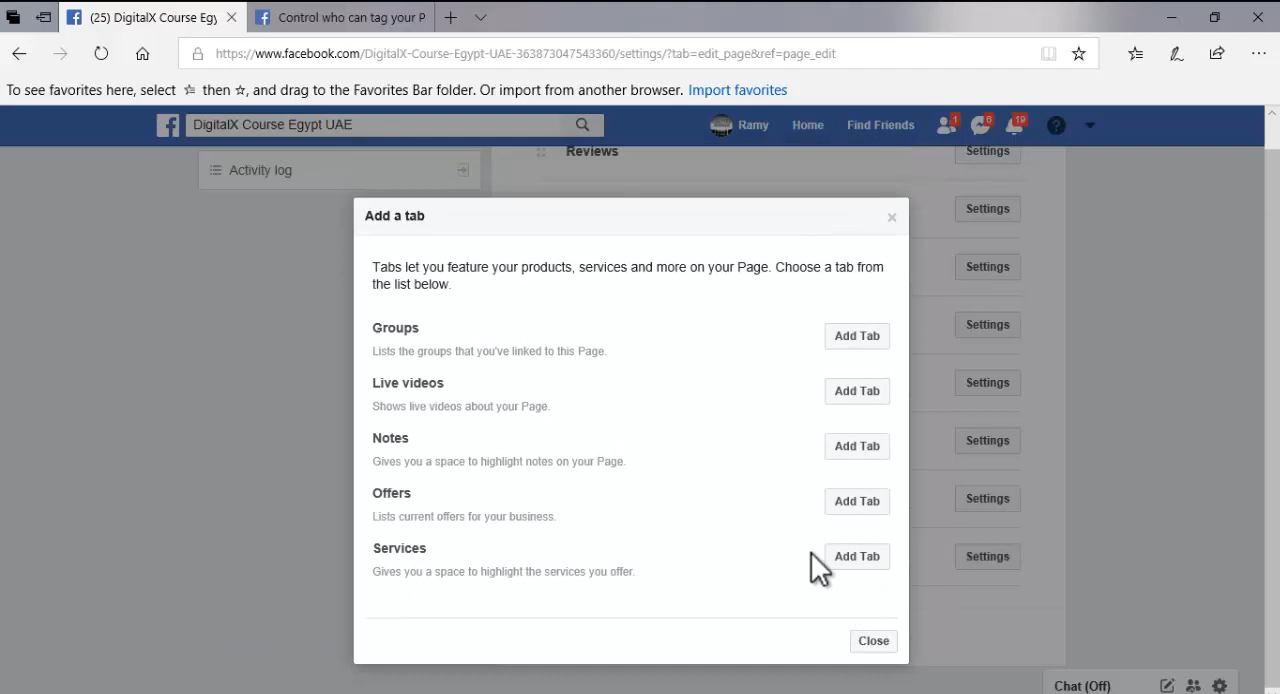 (25) DigitalX Course Egy
Control who can tag your P
https://www.facebook.com/DigitalX-Course-Egypt-UAE-363873047543360/settings/?tab=edit_page&ref=page_edit
To see favorites here, select ☆ then ☆, and drag to the Favorites Bar folder. Or import from another browser. Import favorites
DigitalX Course Egypt UAE
Ramy
Home
Find Friends
1
6
19
Activity log
Reviews
Settings
Settings
Settings
Settings
Settings
Settings
Settings
Settings
Add a tab
Tabs let you feature your products, services and more on your Page. Choose a tab from
the list below.
Groups
Lists the groups that you've linked to this Page.
Add Tab
Live videos
Shows live videos about your Page.
Add Tab
Notes
Gives you a space to highlight notes on your Page.
Add Tab
Offers
Lists current offers for your business.
Add Tab
Services
Gives you a space to highlight the services you offer.
Add Tab
Close
Chat (Off)